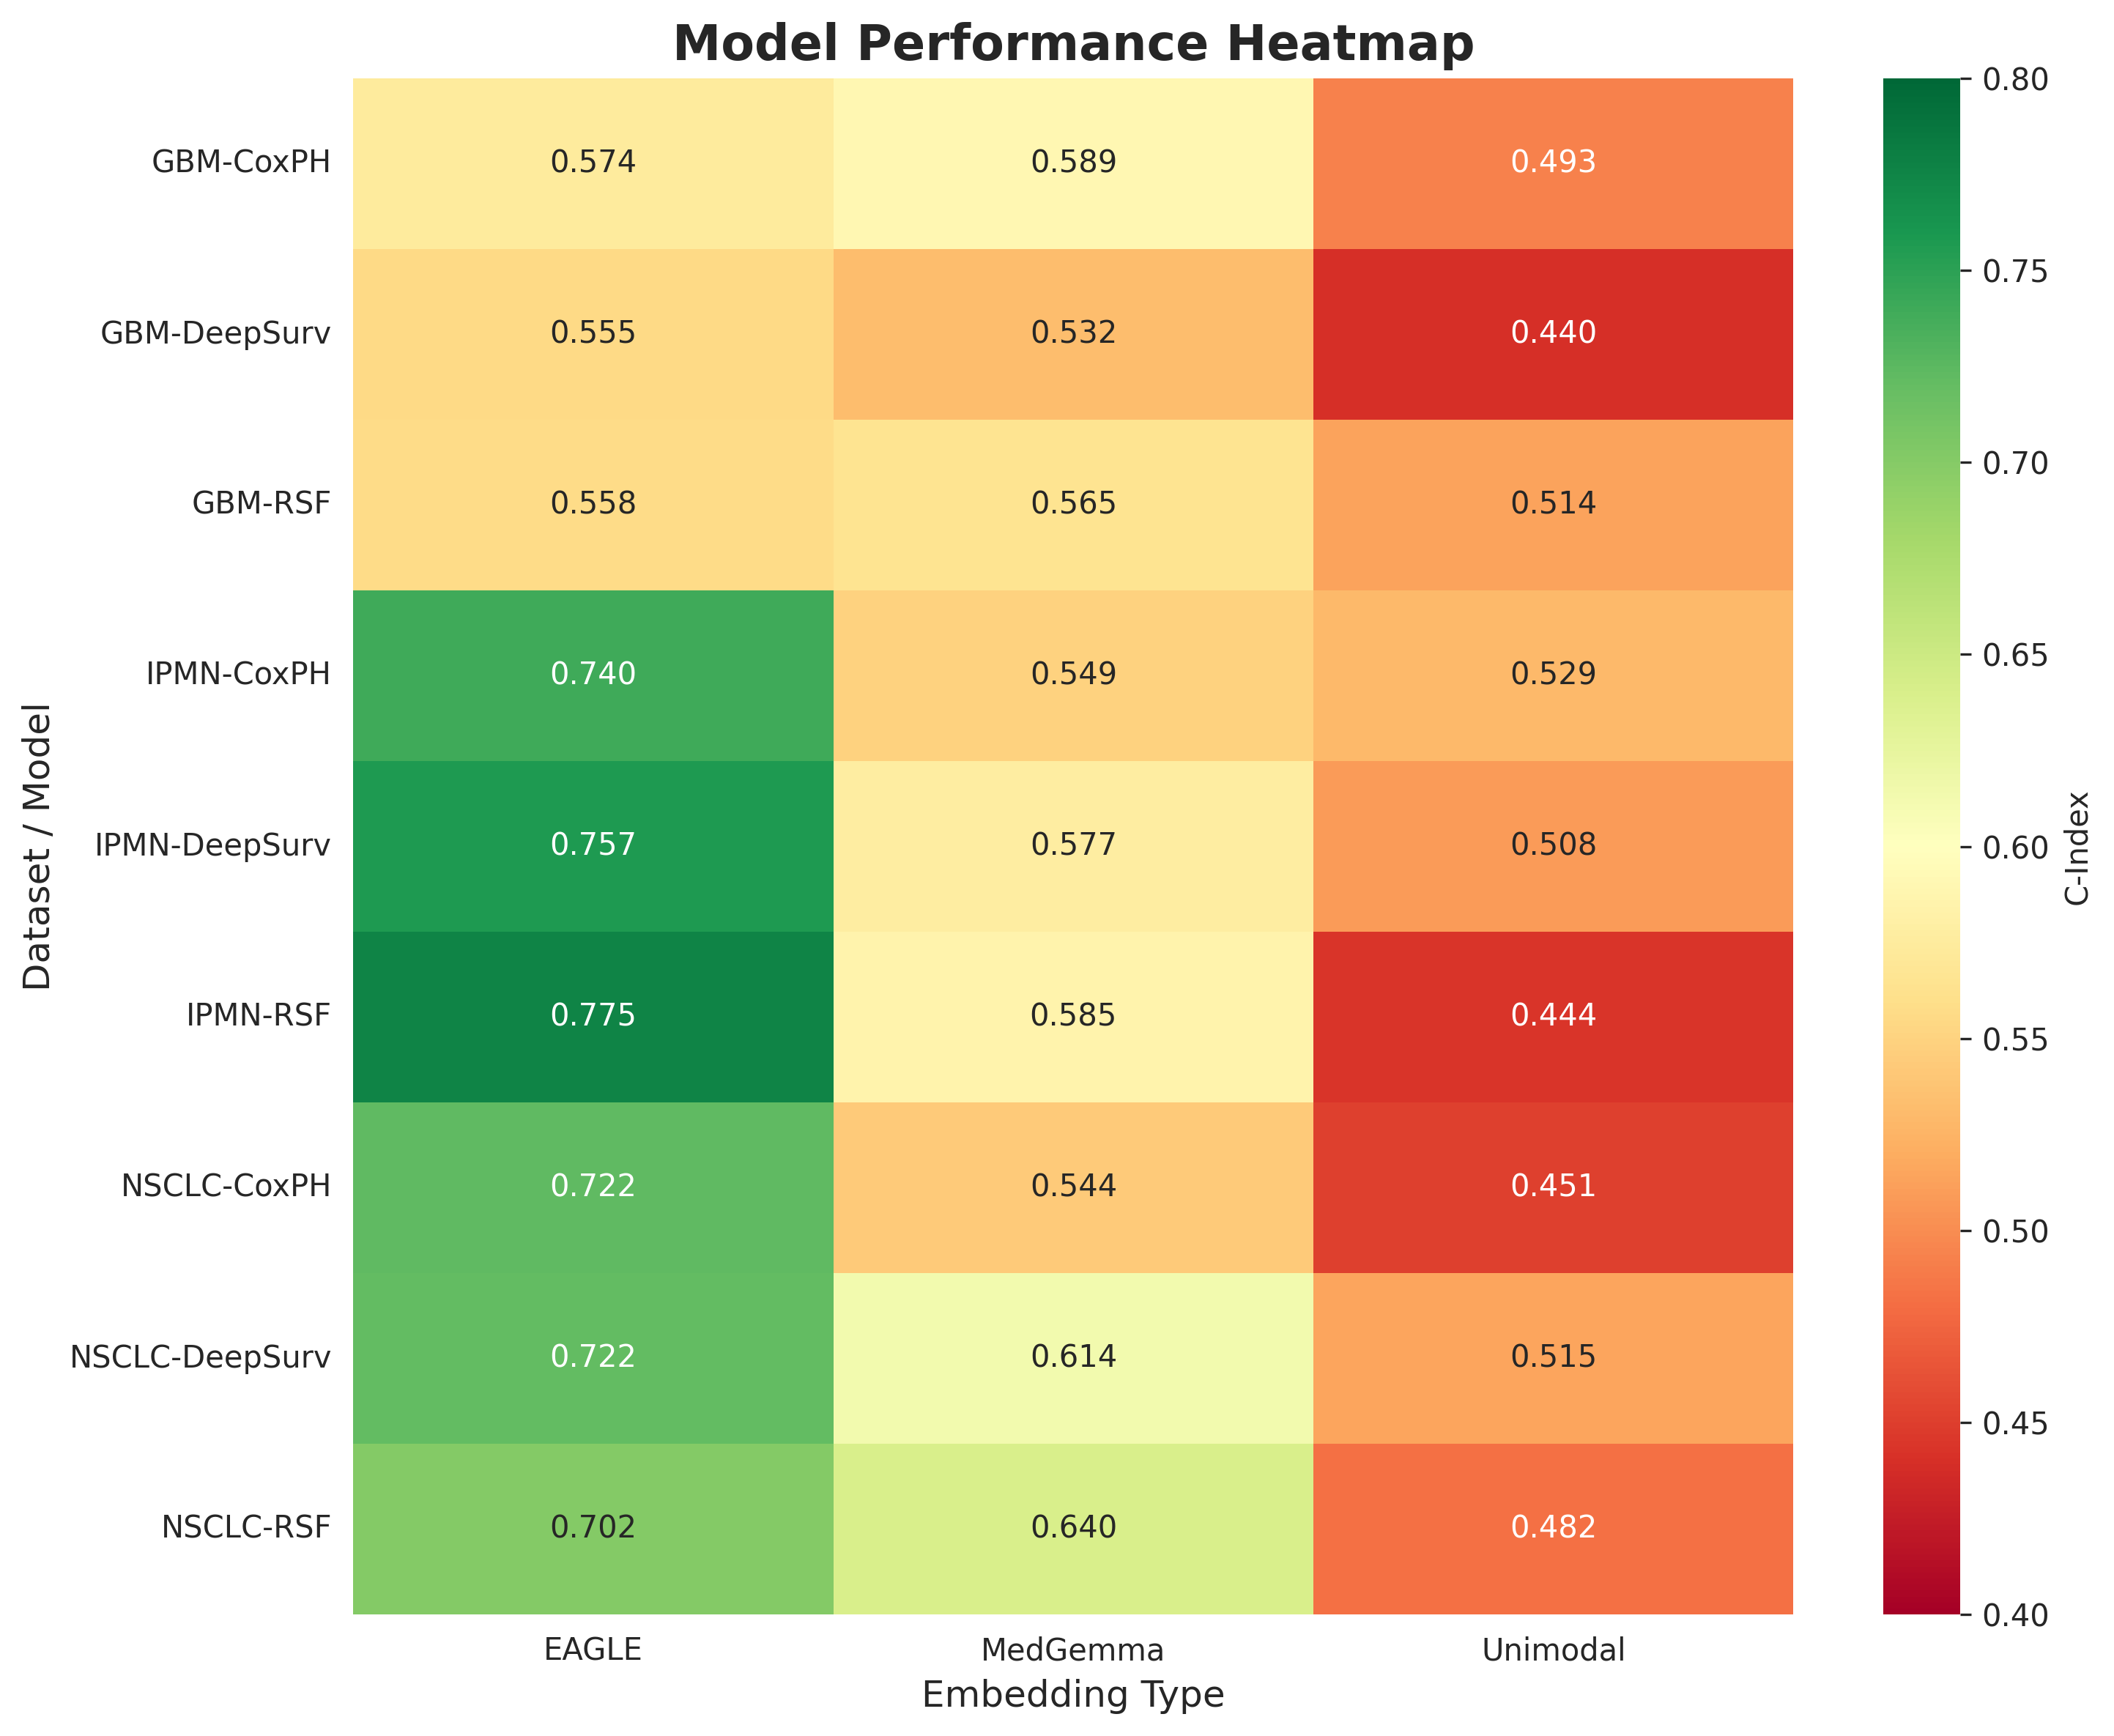 Model Performance Heatmap
Dataset / Model
GBM-CoxPH 0.574 0.589 0.493
GBM-DeepSurv 0.555 0.532 0.440
GBM-RSF 0.558 0.565 0.514
IPMN-CoxPH 0.740 0.549 0.529
IPMN-DeepSurv 0.757 0.577 0.508
IPMN-RSF 0.775 0.585 0.444
NSCLC-CoxPH 0.722 0.544 0.451
NSCLC-DeepSurv 0.722 0.614 0.515
NSCLC-RSF 0.702 0.640 0.482
EAGLE MedGemma Unimodal
Embedding Type
0.80
0.75
0.70
0.65
0.60
0.55
0.50
0.45
0.40
C-Index